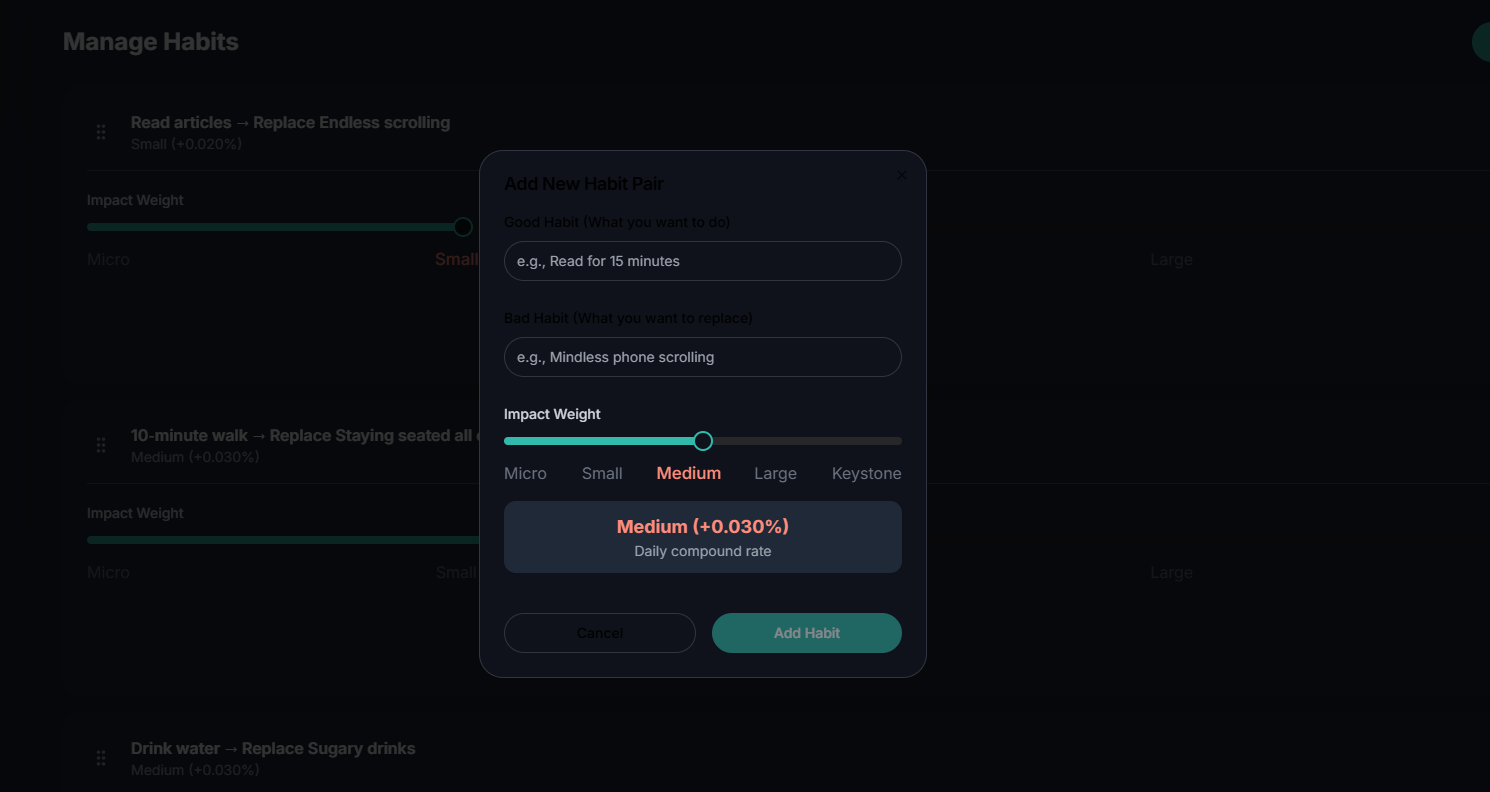 Manage Habits
Read articles → Replace Endless scrolling
Small (+0.020%)
Impact Weight
Micro
Small
Large
10-minute walk → Replace Staying seated all
Medium (+0.030%)
Impact Weight
Micro
Small
Large
Drink water → Replace Sugary drinks
Medium (+0.030%)
Add New Habit Pair
×
Good Habit (What you want to do)
e.g., Read for 15 minutes
Bad Habit (What you want to replace)
e.g., Mindless phone scrolling
Impact Weight
Micro Small Medium Large Keystone
Medium (+0.030%)
Daily compound rate
Cancel
Add Habit